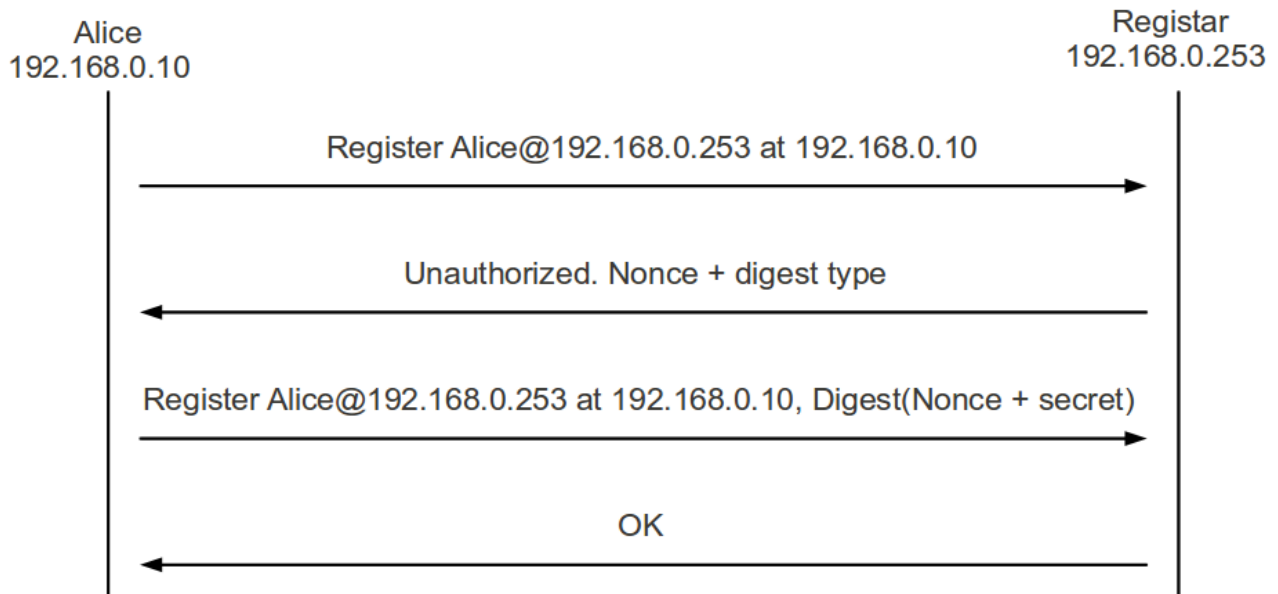 Alice
192.168.0.10
Registar
192.168.0.253
Register Alice@192.168.0.253 at 192.168.0.10
Unauthorized. Nonce + digest type
Register Alice@192.168.0.253 at 192.168.0.10, Digest(Nonce + secret)
OK